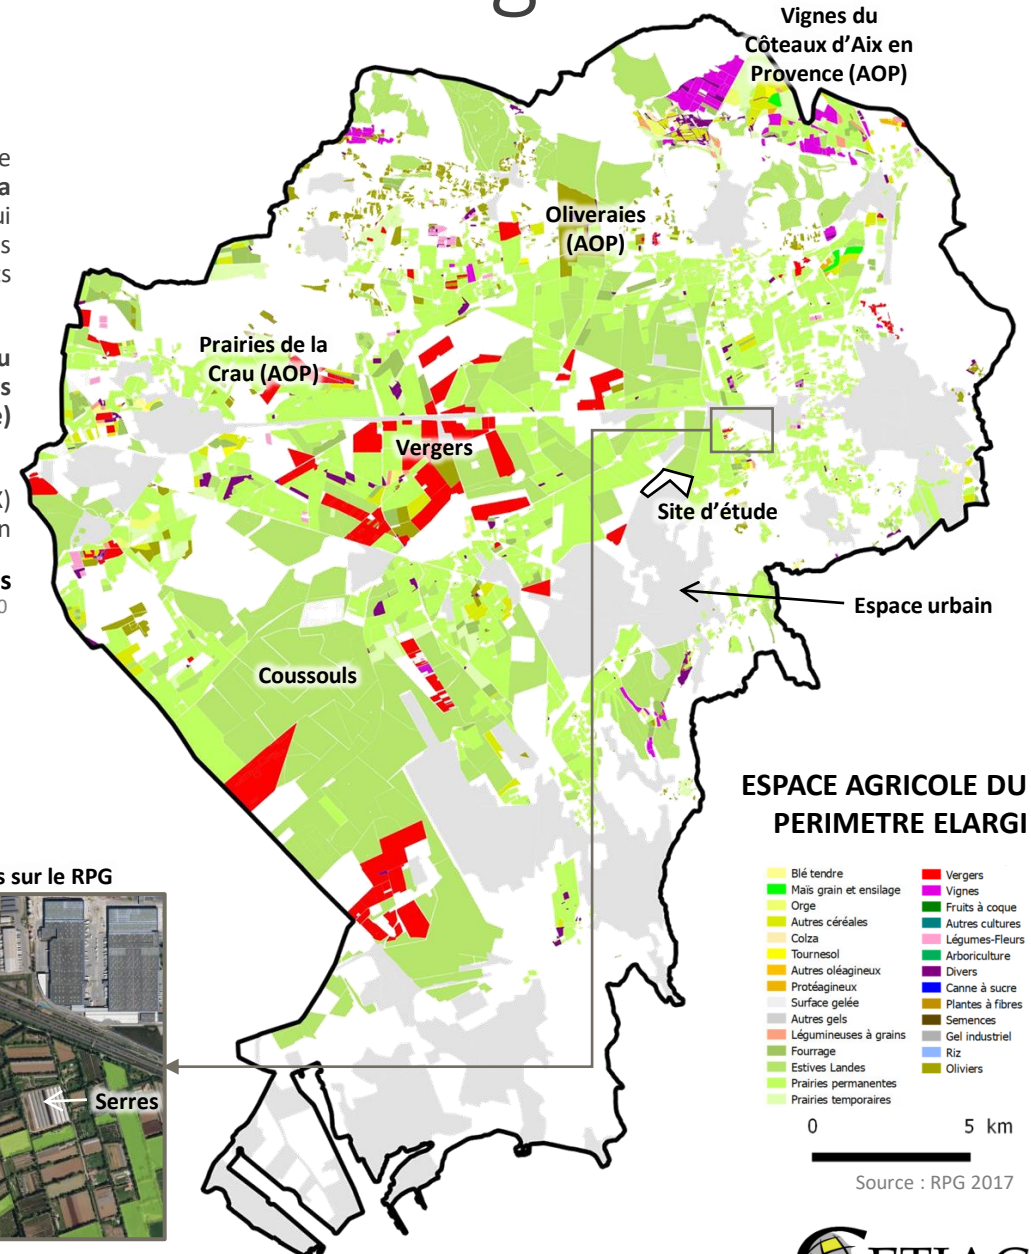 g
Vignes du
Côteaux d'Aix en
Provence (AOP)
e
a
ui
s
ts
Oliveraies
(AOP)
Prairies de la
Crau (AOP)
u
s
e)
Vergers
X)
n
Site d'étude
s
0
Espace urbain
Coussouls
ESPACE AGRICOLE DU
PERIMETRE ELARGI
Blé tendre
Maïs grain et ensilage
Orge
Autres céréales
Colza
Tournesol
Autres oléagineux
Protéagineux
Surface gelée
Autres gels
Légumineuses à grains
Fourrage
Estives Landes
Prairies permanentes
Prairies temporaires
Vergers
Vignes
Fruits à coque
Autres cultures
Légumes-Fleurs
Arboriculture
Divers
Canne à sucre
Plantes à fibres
Semences
Gel industriel
Riz
Oliviers
0 5 km
Source : RPG 2017
s sur le RPG
Serres
CETIAC